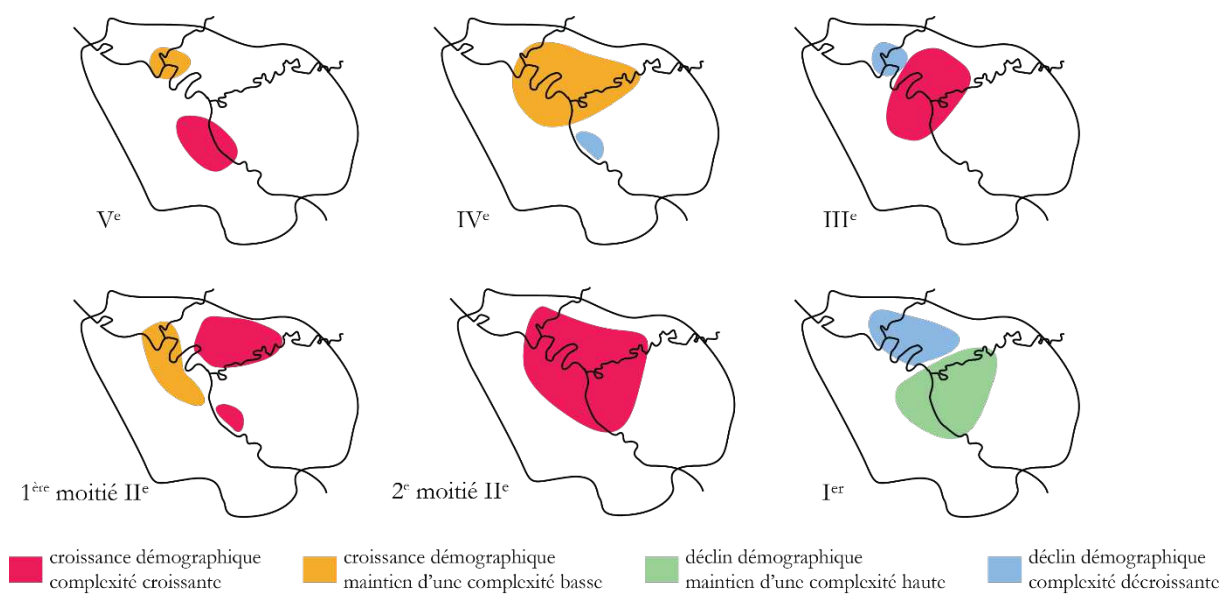 Vᵉ
IVᵉ
IIIᵉ
1ᵉʳᵉ moitié IIᵉ
2ᵉ moitié IIᵉ
Iᵉʳ
croissance démographique
complexité croissante
croissance démographique
maintien d'une complexité basse
déclin démographique
maintien d'une complexité haute
déclin démographique
complexité décroissante